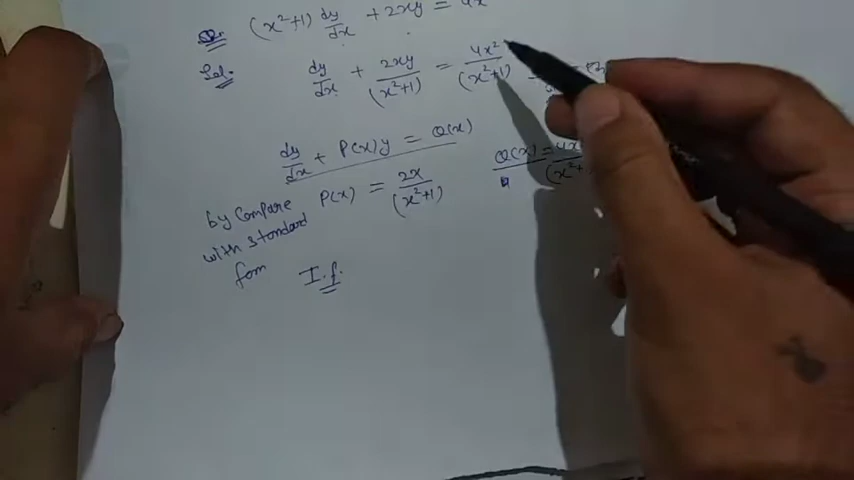 Q. (x²+1) dy/dx + 2xy = 4x
Sol. dy/dx + 2xy/(x²+1) = 4x²/(x²+1)
dy/dx + P(x)y = Q(x)
by compare P(x) = 2x/(x²+1) Q(x) = 4x
with standard
form I.f.